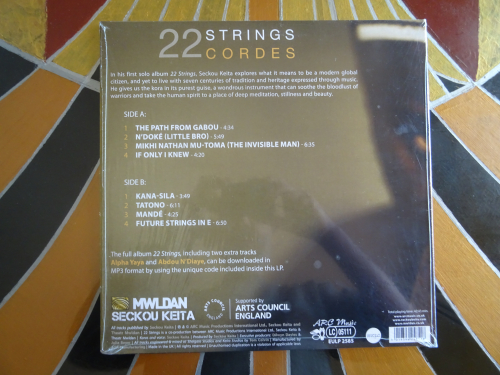 22 STRINGS
CORDES
In his first solo album 22 Strings, Seckou Keita explores what it means to be a modern global
citizen, and yet to live with seven centuries of tradition and heritage expressed through music.
He gives us the kora in its purest guise, a wondrous instrument that can soothe the bloodlust of
warriors and take the human spirit to a place of deep meditation, stillness and beauty.
SIDE A:
1 THE PATH FROM GABOU - 4:34
2 N'DOKÉ (LITTLE BRO) - 5:49
3 MIKHI NATHAN MU-TOMA (THE INVISIBLE MAN) - 6:35
4 IF ONLY I KNEW - 4:20
SIDE B:
1 KANA-SILA - 3:49
2 TATONO - 6:11
3 MANDÉ - 4:25
4 FUTURE STRINGS IN E - 6:50
The full album 22 Strings, including two extra tracks
Alpha Yaya and Abdou N'Diaye, can be downloaded in
MP3 format by using the unique code included inside this LP.
MWLDAN
SECKOU KEITA
Supported by
ARTS COUNCIL
ENGLAND
ARC Music
LC 05111
EULP 2585